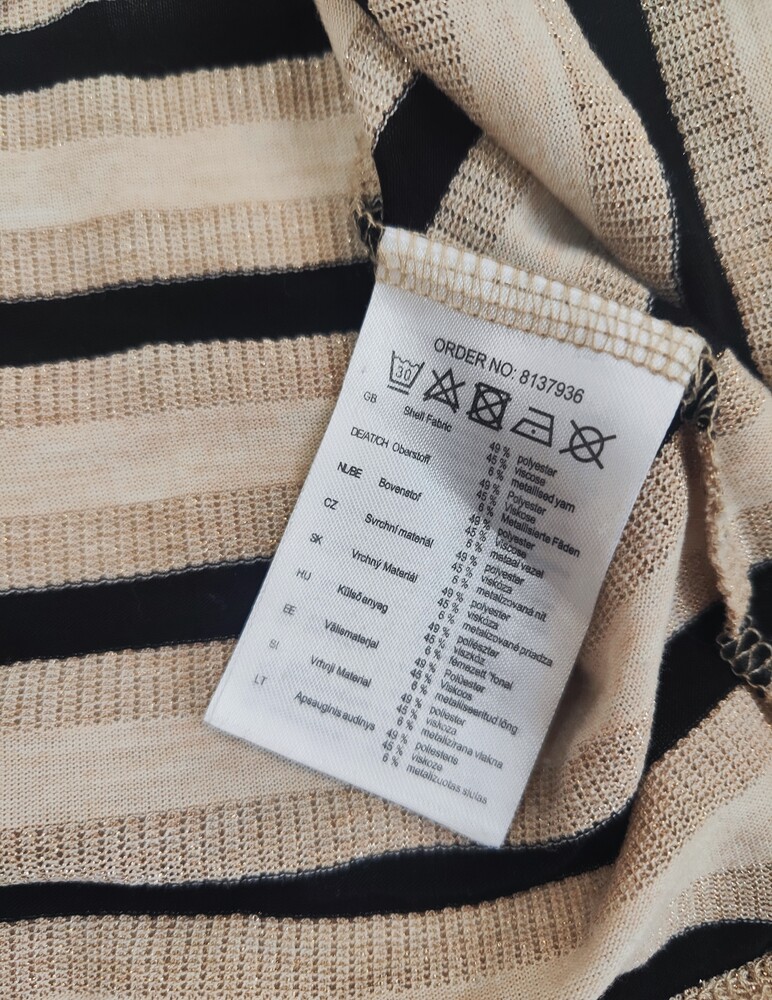 ORDER NO: 8137936
30
GB Shell Fabric 49 % polyester
45 % viscose
6 % metallised yarn
DE/AT/CH Oberstoff 49 % Polyester
45 % Viskose
6 % Metallisierte Fäden
NL/BE Bovenstof 49 % polyester
45 % viscose
6 % metaal vezel
CZ Svrchní materiál 49 % polyester
45 % viskóza
6 % metalizovaná nit
SK Vrchný Materiál 49 % polyester
45 % viskóza
6 % metalizované priadza
HU Külső enyag 49 % poliészter
45 % viszkóz
6 % fémezett "fonal
EE Välismaterjal 49 % Polüester
45 % Viskoos
6 % metalliseeritud lõng
SI Vrhnji Material 49 % poliester
45 % viskoza
6 % metalizirana vlakna
LT Apsauginis audinys 49 % poliesteris
45 % viskozė
6 % metalizuotas siūlas